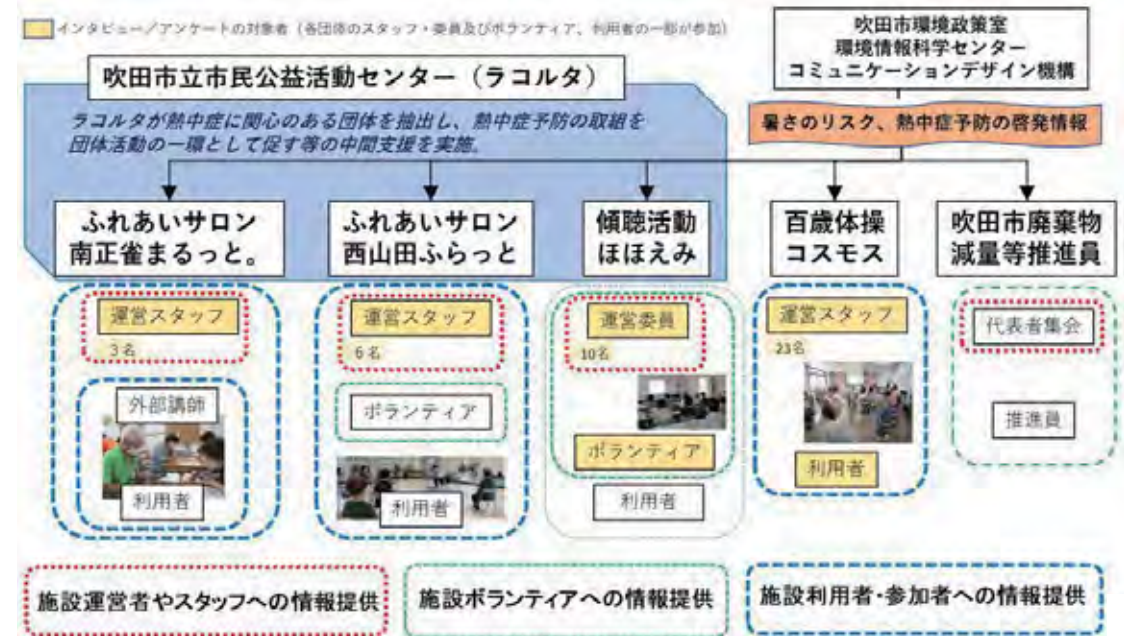 インタビュー／アンケートの対象者（各団体のスタッフ・委員及びボランティア、利用者の一部が参加）
吹田市環境政策室
環境情報科学センター
コミュニケーションデザイン機構
吹田市立市民公益活動センター（ラコルタ）
ラコルタが熱中症に関心のある団体を抽出し、熱中症予防の取組を
団体活動の一環として促す等の中間支援を実施。
暑さのリスク、熱中症予防の啓発情報
ふれあいサロン
南正雀まるっと。
ふれあいサロン
西山田ふらっと
傾聴活動
ほほえみ
百歳体操
コスモス
吹田市廃棄物
減量等推進員
運営スタッフ
3名
外部講師
利用者
運営スタッフ
6名
ボランティア
利用者
運営委員
10名
ボランティア
利用者
運営スタッフ
23名
利用者
代表者集会
推進員
施設運営者やスタッフへの情報提供
施設ボランティアへの情報提供
施設利用者・参加者への情報提供